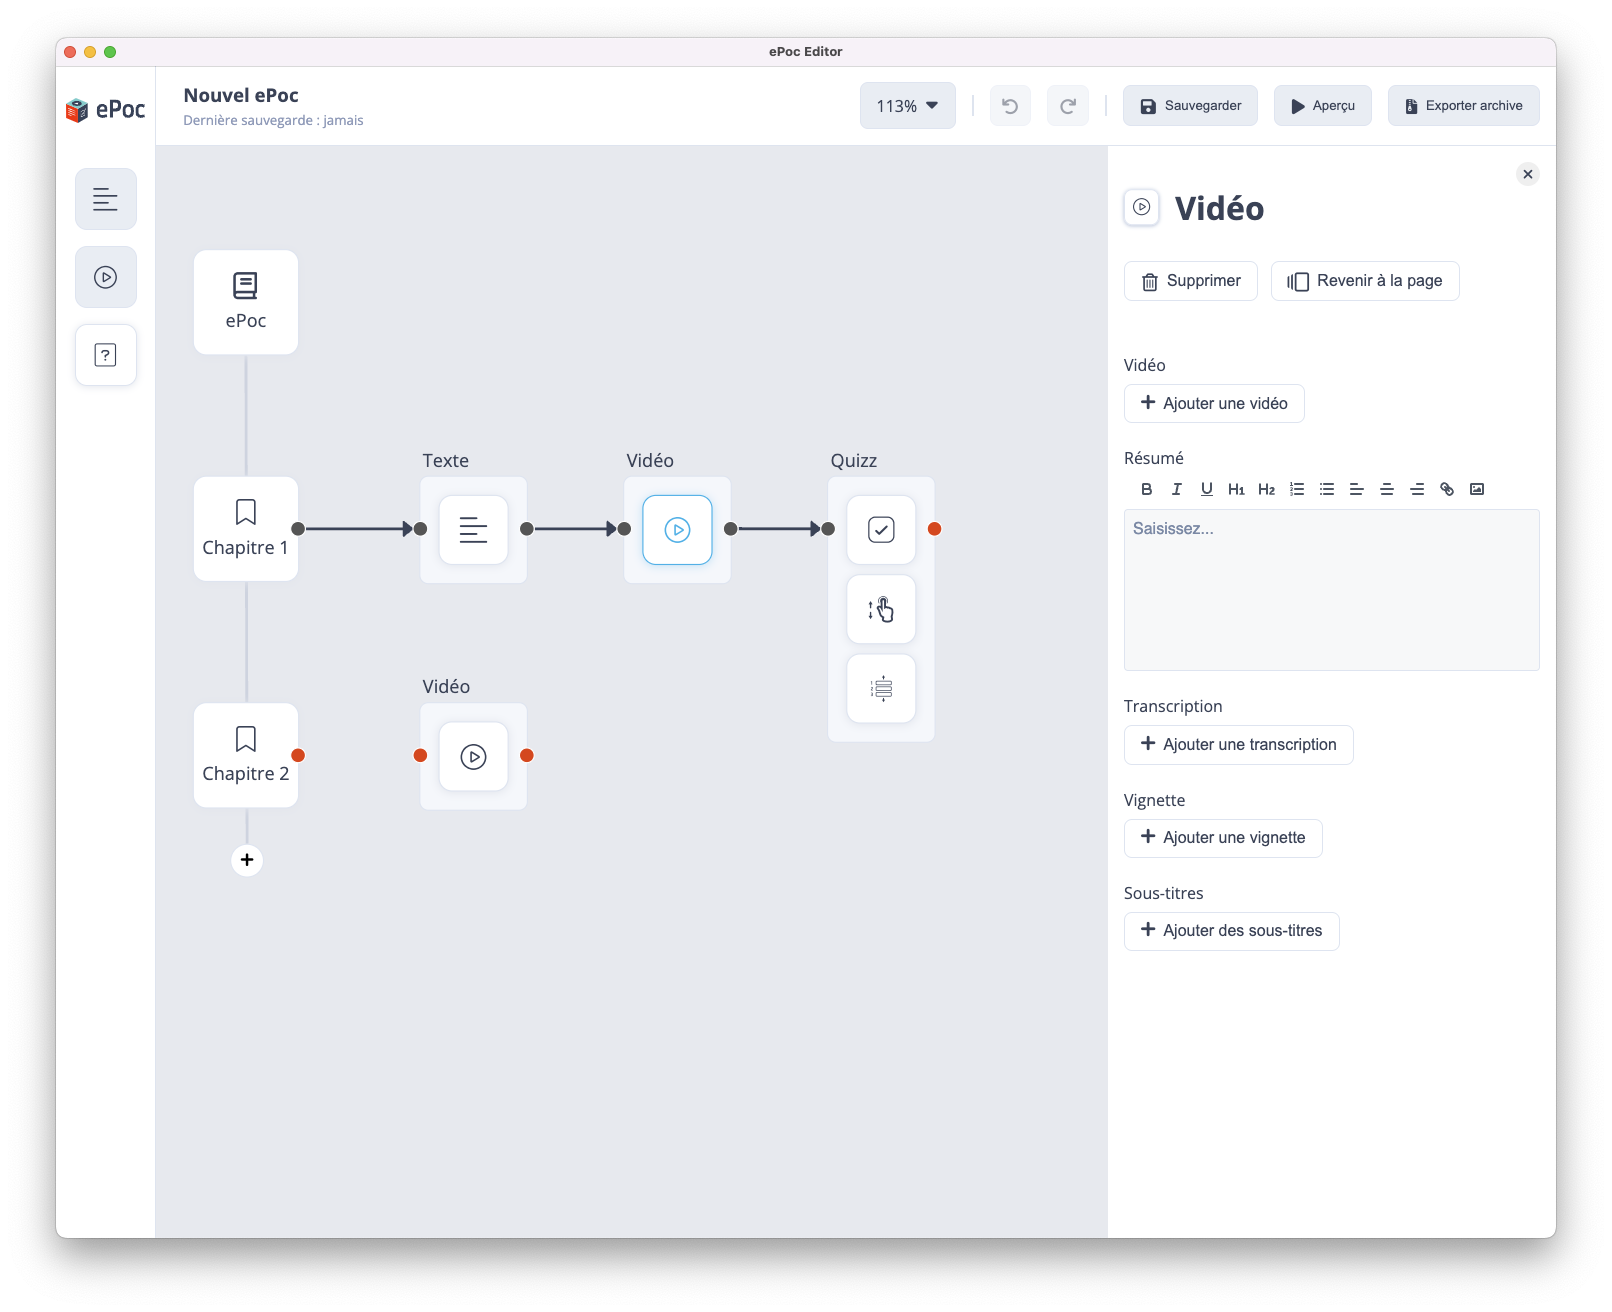 ePoc Editor
ePoc
Nouvel ePoc
Dernière sauvegarde : jamais
113%
Sauvegarder
Aperçu
Exporter archive
ePoc
Chapitre 1
Texte
Vidéo
Quizz
Chapitre 2
Vidéo
Vidéo
Supprimer
Revenir à la page
Vidéo
Ajouter une vidéo
Résumé
B I U H1 H2
Saisissez...
Transcription
Ajouter une transcription
Vignette
Ajouter une vignette
Sous-titres
Ajouter des sous-titres